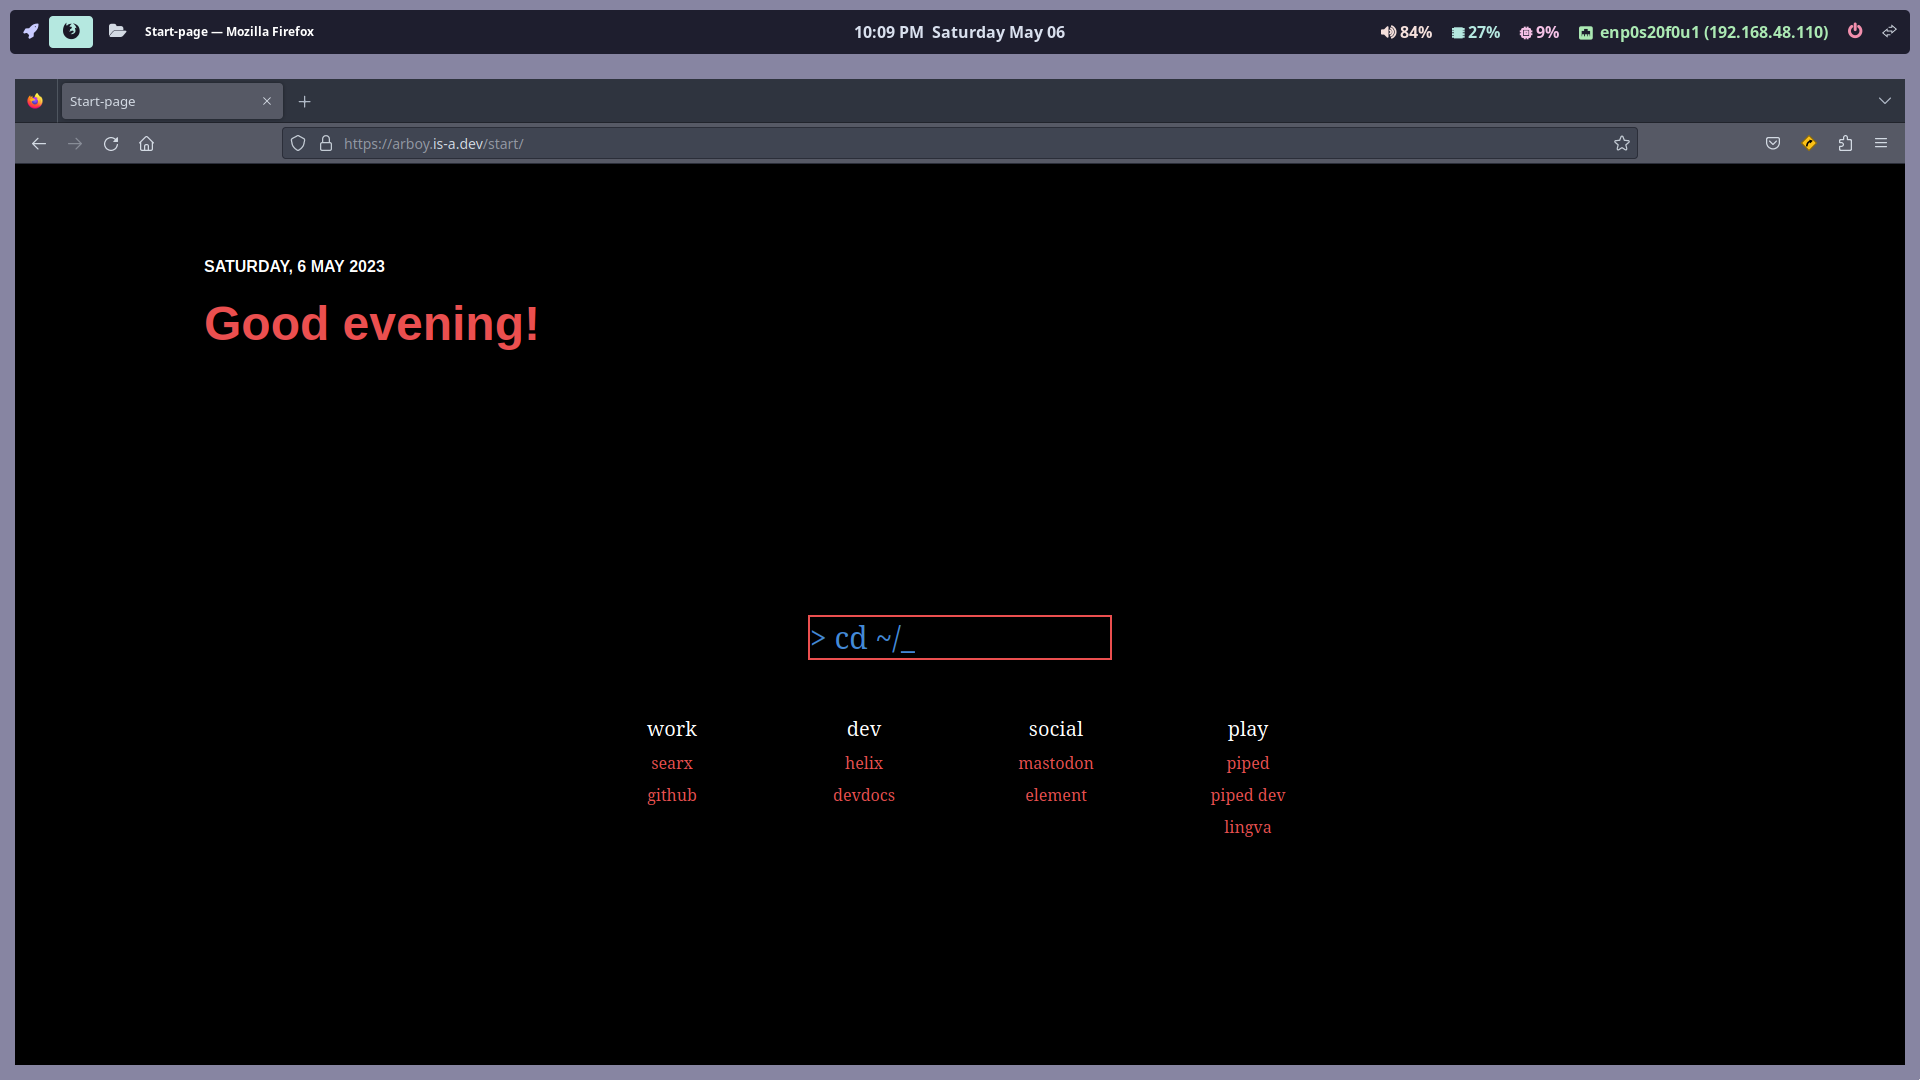 Start-page — Mozilla Firefox
10:09 PM  Saturday May 06
84%
27%
9%
enp0s20f0u1 (192.168.48.110)
Start-page
https://arboy.is-a.dev/start/
SATURDAY, 6 MAY 2023
Good evening!
> cd ~/_
work
searx
github
dev
helix
devdocs
social
mastodon
element
play
piped
piped dev
lingva